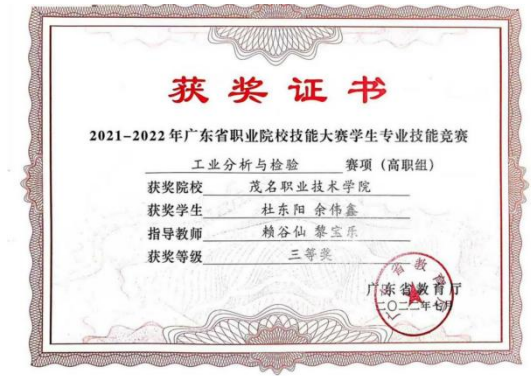 获奖证书
2021-2022年广东省职业院校技能大赛学生专业技能竞赛
工业分析与检验 赛项（高职组）
获奖院校 茂名职业技术学院
获奖学生 杜东阳 余伟鑫
指导教师 赖谷仙 黎宝乐
获奖等级 三等奖
广东省教育厅
二〇二二年七月